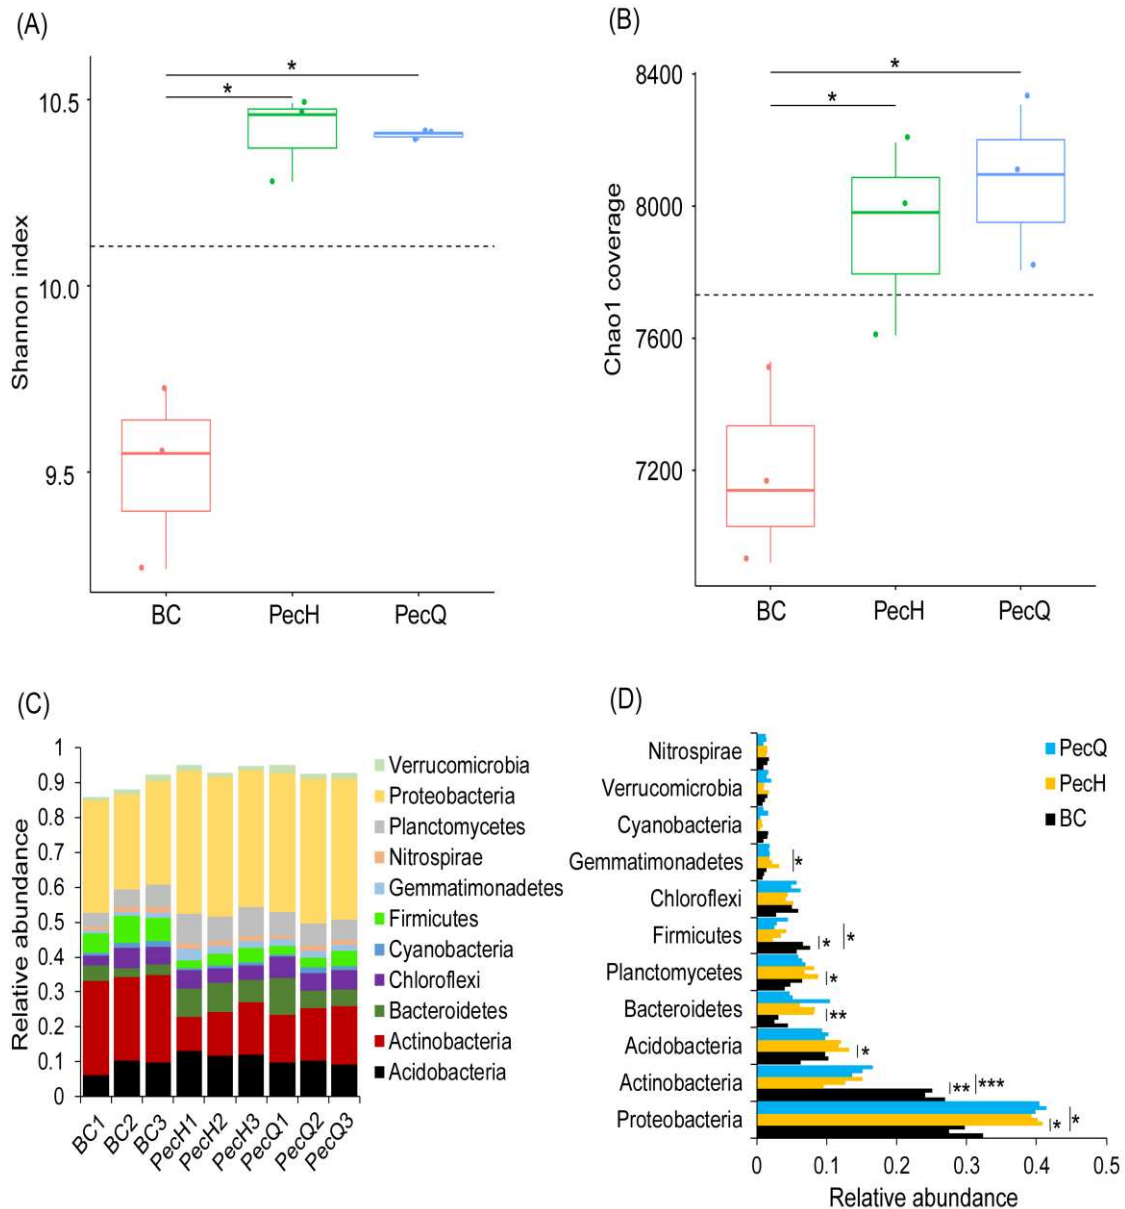 (A)
*
*
10.5
10.0
9.5
Shannon index
BC PecH PecQ
(B)
*
*
8400
8000
7600
7200
Chao1 coverage
BC PecH PecQ
(C)
1
0.9
0.8
0.7
0.6
0.5
0.4
0.3
0.2
0.1
0
Relative abundance
BC1 BC2 BC3 PecH1 PecH2 PecH3 PecQ1 PecQ2 PecQ3
Verrucomicrobia
Proteobacteria
Planctomycetes
Nitrospirae
Gemmatimonadetes
Firmicutes
Cyanobacteria
Chloroflexi
Bacteroidetes
Actinobacteria
Acidobacteria
(D)
Nitrospirae
Verrucomicrobia
Cyanobacteria
Gemmatimonadetes *
Chloroflexi
Firmicutes * *
Planctomycetes *
Bacteroidetes **
Acidobacteria *
Actinobacteria ** ***
Proteobacteria * *
PecQ
PecH
BC
0 0.1 0.2 0.3 0.4 0.5
Relative abundance